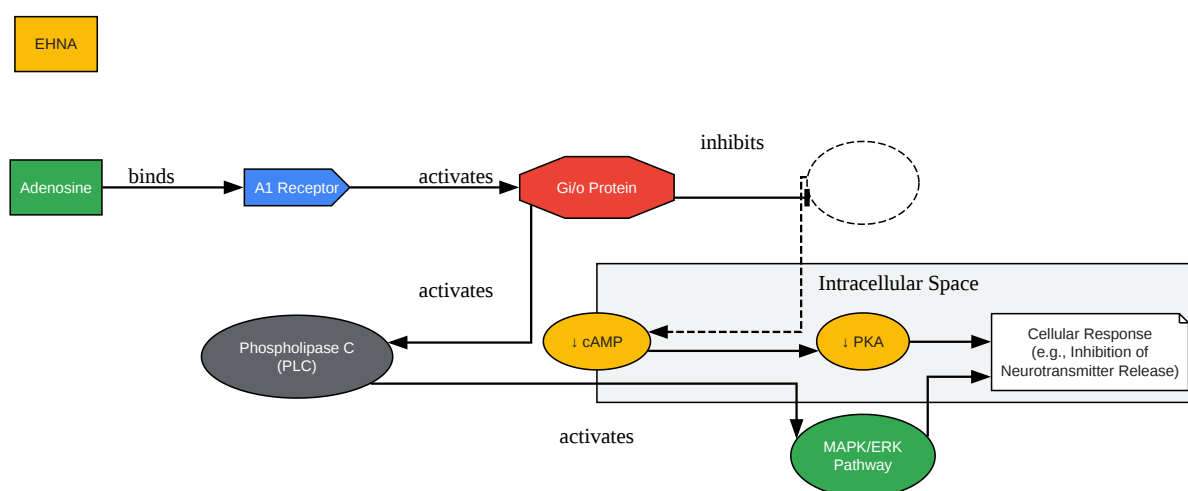 EHNA
inhibits
Adenosine
binds
A1 Receptor
activates
Gi/o Protein
activates
Intracellular Space
Phospholipase C
(PLC)
↓ cAMP
↓ PKA
Cellular Response
(e.g., Inhibition of
Neurotransmitter Release)
activates
MAPK/ERK
Pathway